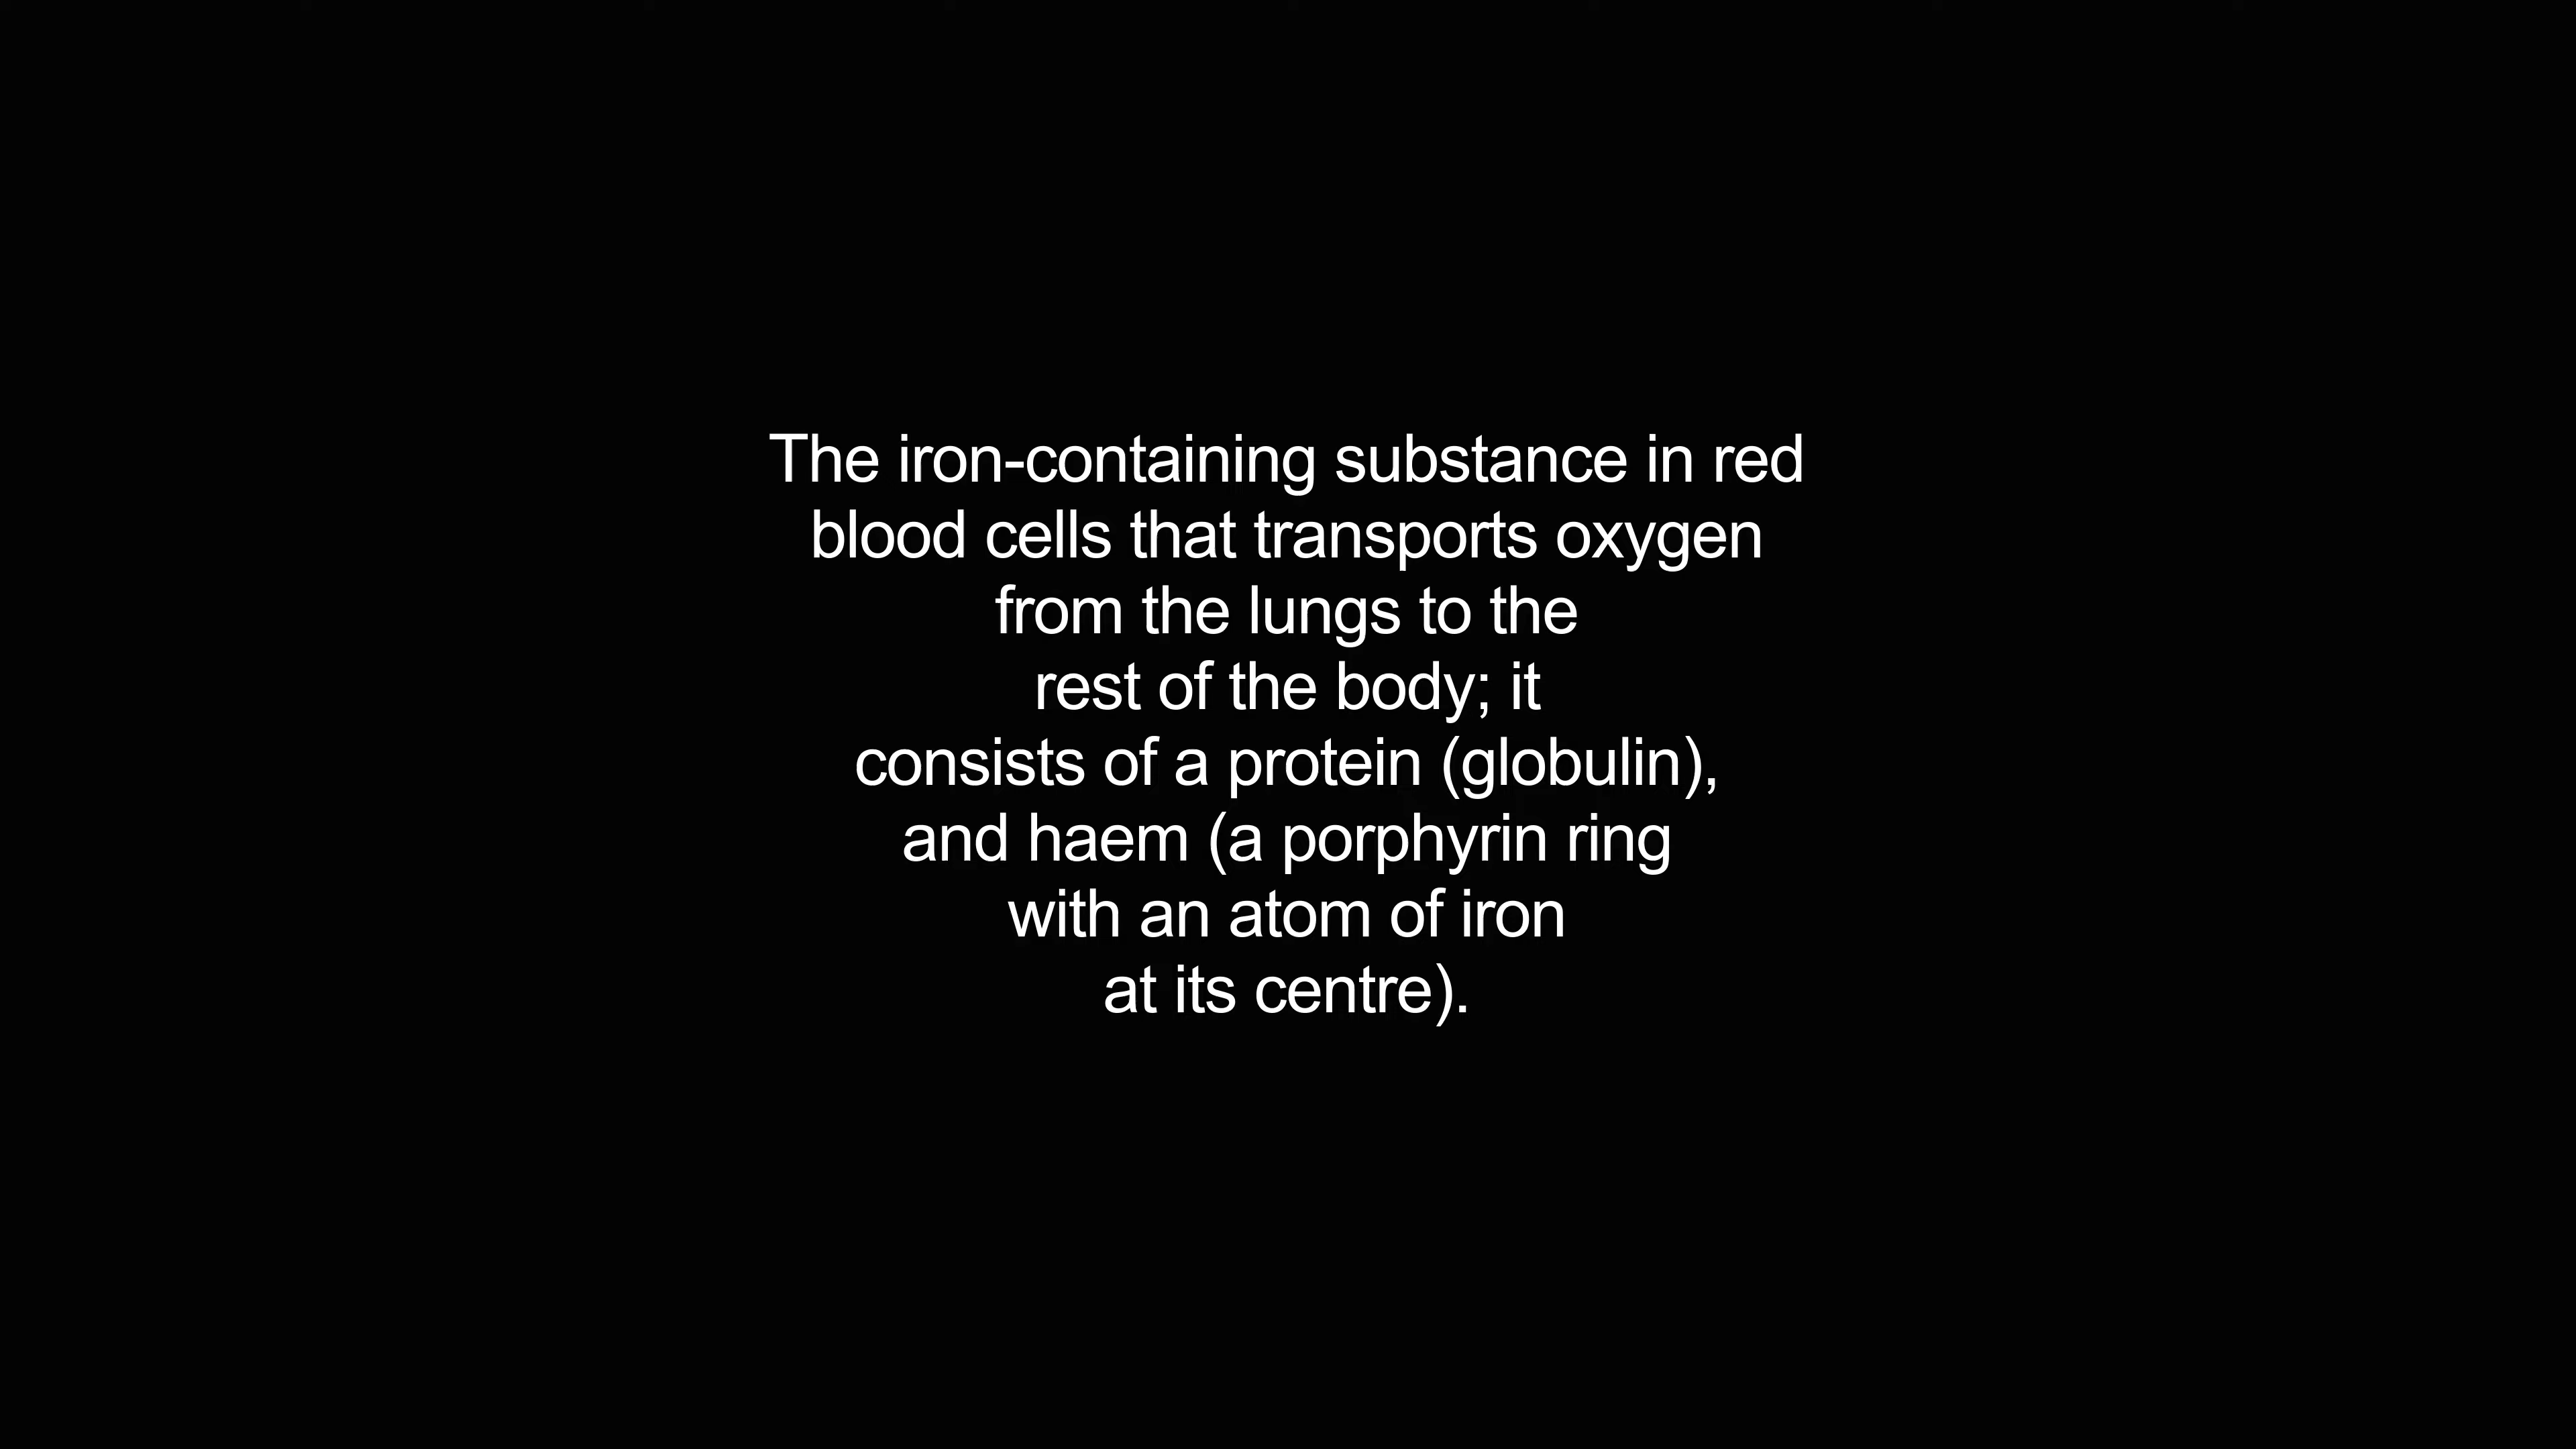 The iron-containing substance in red
blood cells that transports oxygen
from the lungs to the
rest of the body; it
consists of a protein (globulin),
and haem (a porphyrin ring
with an atom of iron
at its centre).